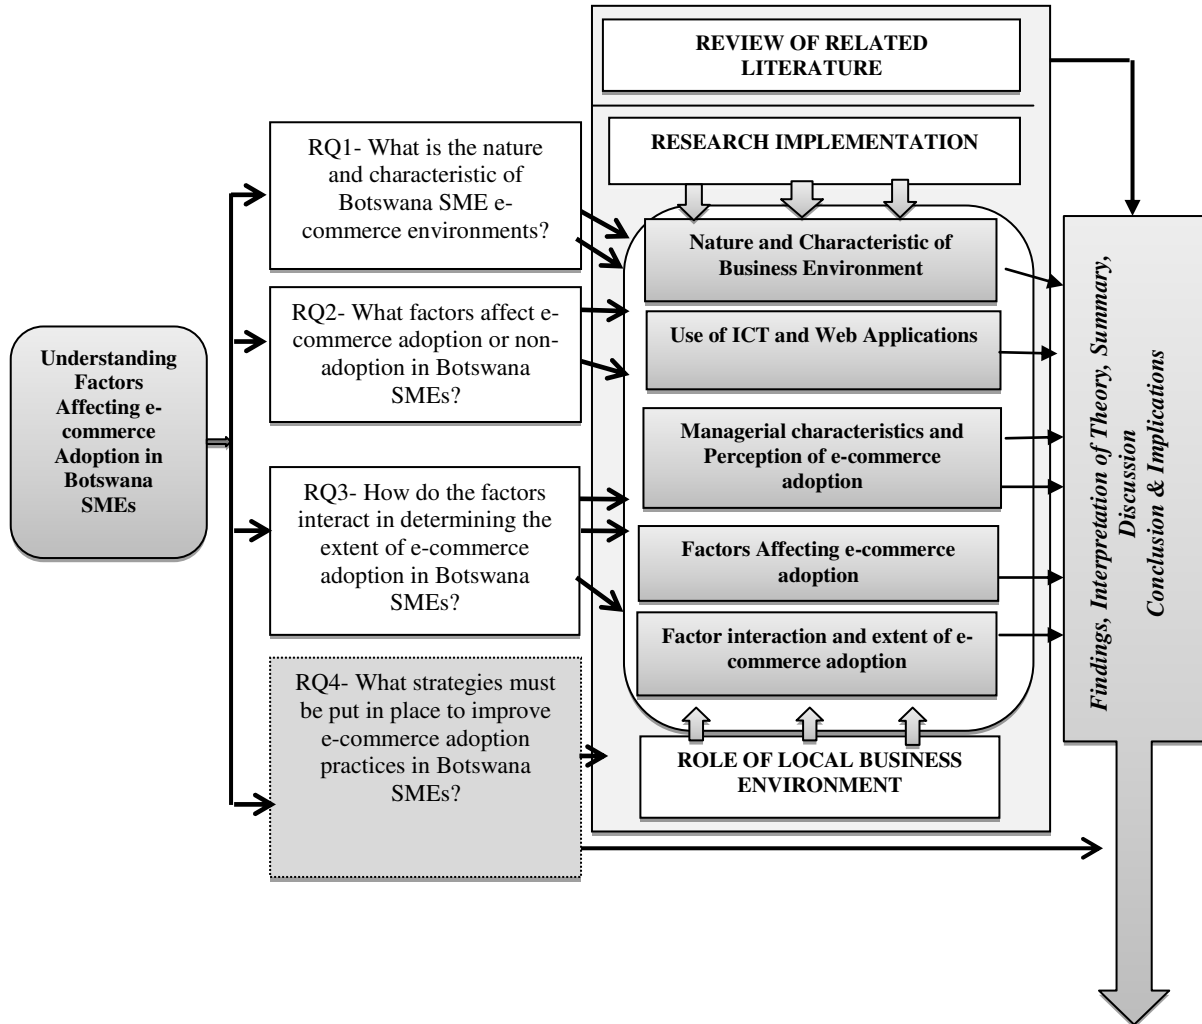 REVIEW OF RELATED
LITERATURE
RESEARCH IMPLEMENTATION
RQ1- What is the nature
and characteristic of
Botswana SME e-
commerce environments?
Nature and Characteristic of
Business Environment
RQ2- What factors affect e-
commerce adoption or non-
adoption in Botswana
SMEs?
Use of ICT and Web Applications
Understanding
Factors
Affecting e-
commerce
Adoption in
Botswana
SMEs
Managerial characteristics and
Perception of e-commerce
adoption
RQ3- How do the factors
interact in determining the
extent of e-commerce
adoption in Botswana
SMEs?
Factors Affecting e-commerce
adoption
Factor interaction and extent of e-
commerce adoption
RQ4- What strategies must
be put in place to improve
e-commerce adoption
practices in Botswana
SMEs?
ROLE OF LOCAL BUSINESS
ENVIRONMENT
Findings, Interpretation of Theory, Summary,
Discussion
Conclusion & Implications